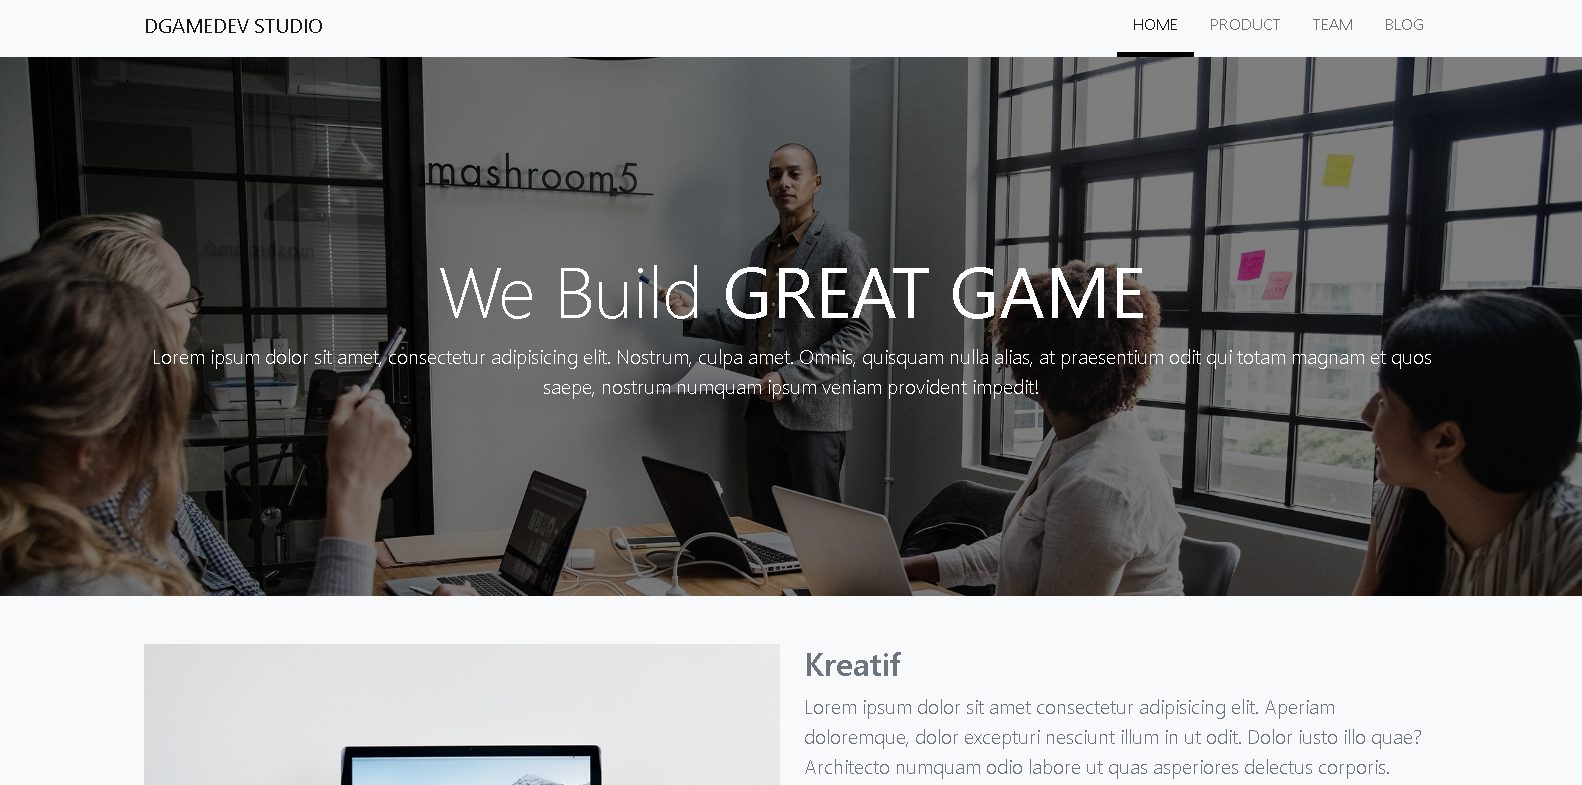 DGAMEDEV STUDIO
HOME PRODUCT TEAM BLOG
mashroom5
We Build GREAT GAME
Lorem ipsum dolor sit amet, consectetur adipisicing elit. Nostrum, culpa amet. Omnis, quisquam nulla alias, at praesentium odit qui totam magnam et quos
saepe, nostrum numquam ipsum veniam provident impedit!
Kreatif
Lorem ipsum dolor sit amet consectetur adipisicing elit. Aperiam
doloremque, dolor excepturi nesciunt illum in ut odit. Dolor iusto illo quae?
Architecto numquam odio labore ut quas asperiores delectus corporis.